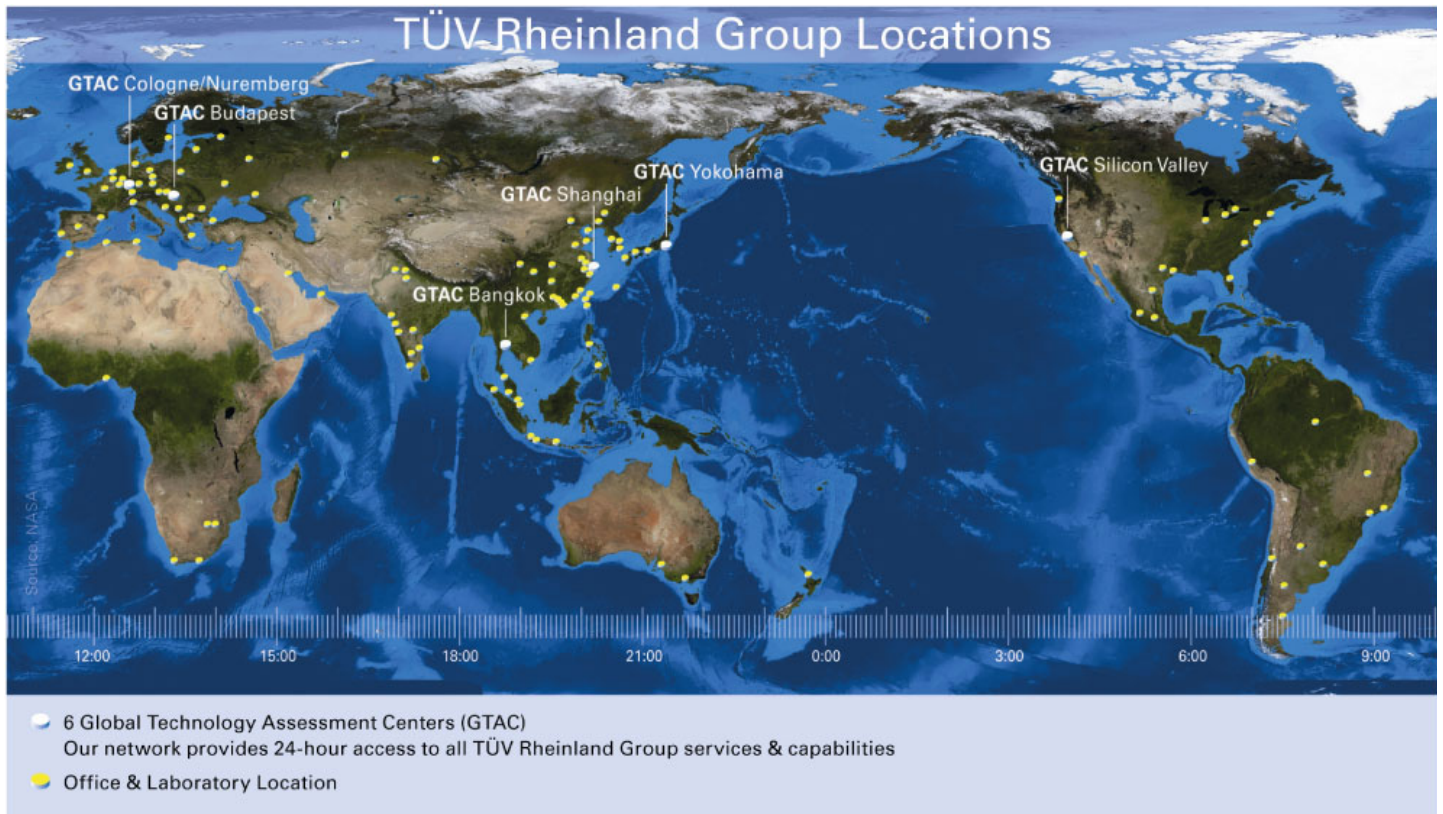 TÜV Rheinland Group Locations
GTAC Cologne/Nuremberg
GTAC Budapest
GTAC Yokohama
GTAC Silicon Valley
GTAC Shanghai
GTAC Bangkok
Source: NASA
12:00 15:00 18:00 21:00 0:00 3:00 6:00 9:00
6 Global Technology Assessment Centers (GTAC)
Our network provides 24-hour access to all TÜV Rheinland Group services & capabilities
Office & Laboratory Location